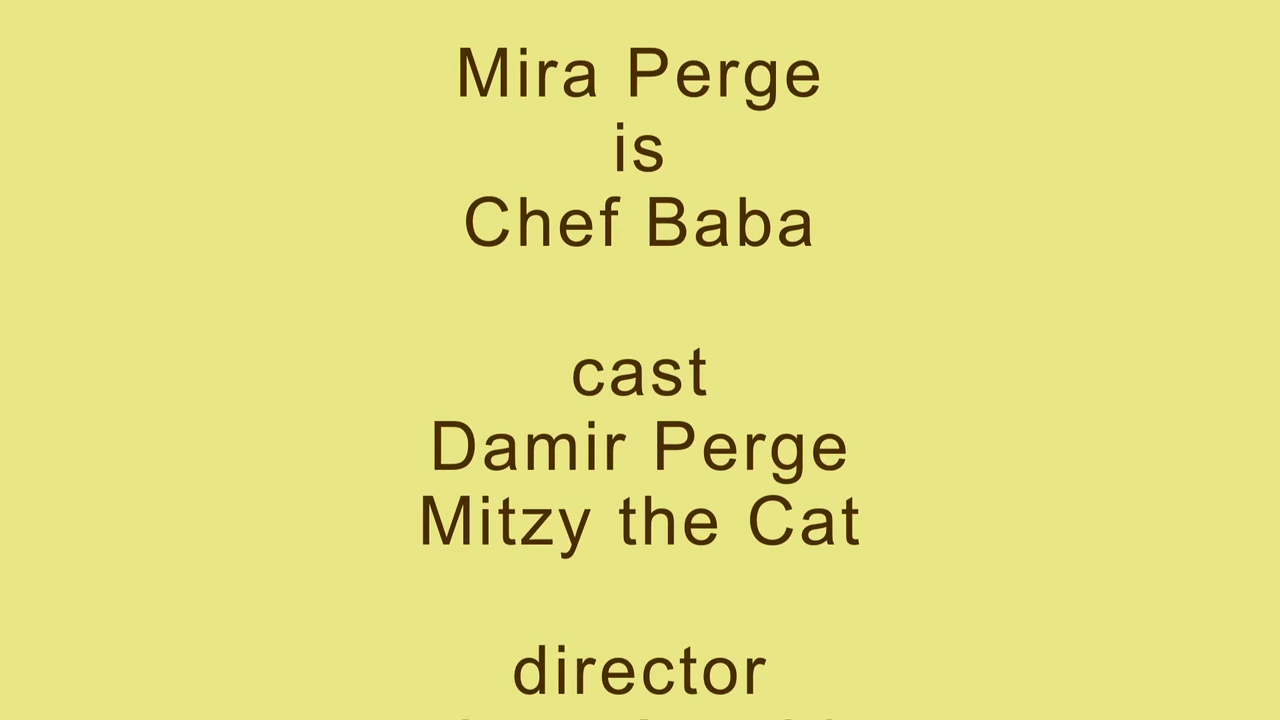 Mira Perge
is
Chef Baba
cast
Damir Perge
Mitzy the Cat
director